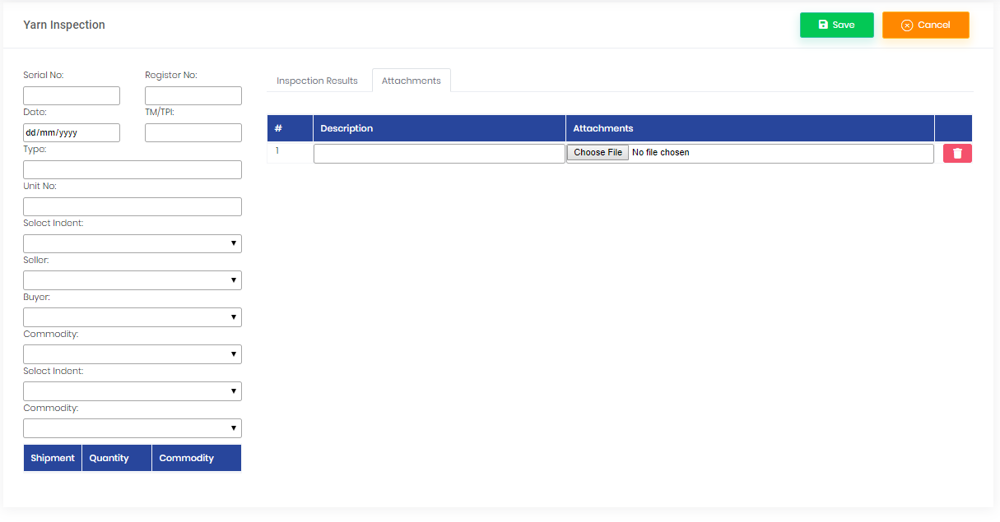 Yarn Inspection
Save
Cancel
Serial No:
Register No:
Date:
TM/TPI:
dd/mm/yyyy
Type:
Unit No:
Select Indent:
Seller:
Buyer:
Commodity:
Select Indent:
Commodity:
Shipment Quantity Commodity
Inspection Results Attachments
# Description Attachments
1 Choose File No file chosen